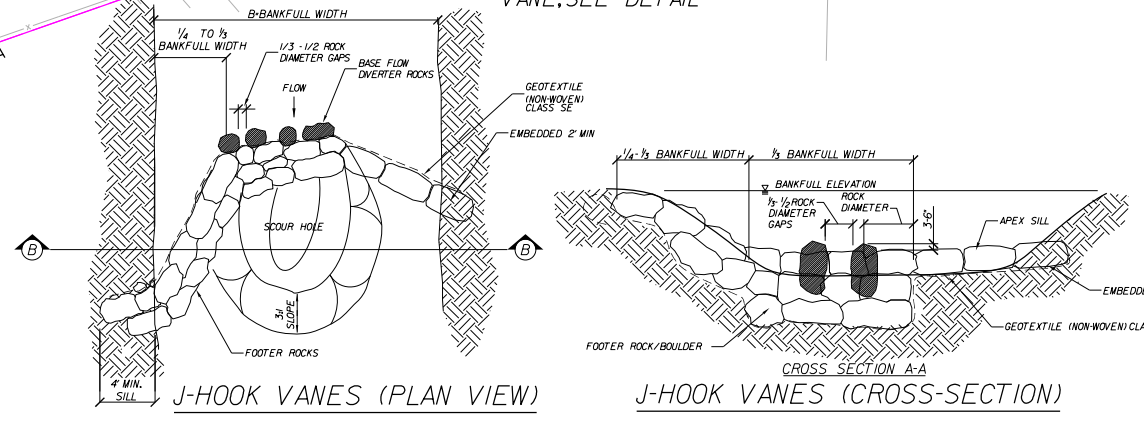 VANE, SEE DETAIL
B=BANKFULL WIDTH
1/4 TO 1/3
BANKFULL WIDTH
1/3 -1/2 ROCK
DIAMETER GAPS
BASE FLOW
DIVERTER ROCKS
FLOW
GEOTEXTILE
(NON-WOVEN)
CLASS SE
EMBEDDED 2' MIN
SCOUR HOLE
B
B
3:1
SLOPE
FOOTER ROCKS
4' MIN.
SILL
J-HOOK VANES (PLAN VIEW)
1/4-1/3 BANKFULL WIDTH
1/3 BANKFULL WIDTH
BANKFULL ELEVATION
1/3-1/2 ROCK
DIAMETER
GAPS
ROCK
DIAMETER
3-6"
APEX SILL
EMBEDDE
GEOTEXTILE (NON-WOVEN) CLA
FOOTER ROCK/BOULDER
CROSS SECTION A-A
J-HOOK VANES (CROSS-SECTION)